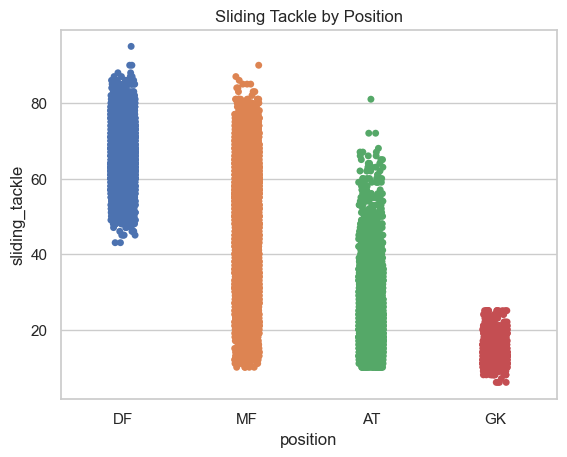 Sliding Tackle by Position
sliding_tackle
80
60
40
20
DF MF AT GK
position